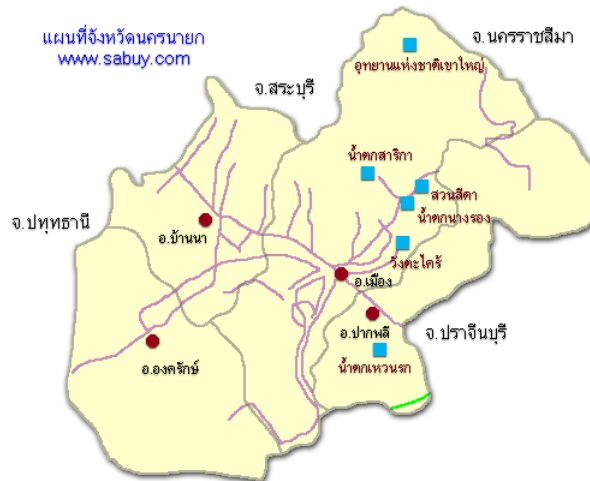 แผนที่จังหวัดนครนายก
www.sabuy.com
จ.นครราชสีมา
อุทยานแห่งชาติเขาใหญ่
จ.สระบุรี
น้ำตกสาริกา
สวนสีดา
น้ำตกนางรอง
จ.ปทุทธานี
อ.บ้านนา
วังตะไคร้
อ.เมือง
อ.ปากพลี
จ.ปราจีนบุรี
น้ำตกเหวนรก
อ.องครักษ์